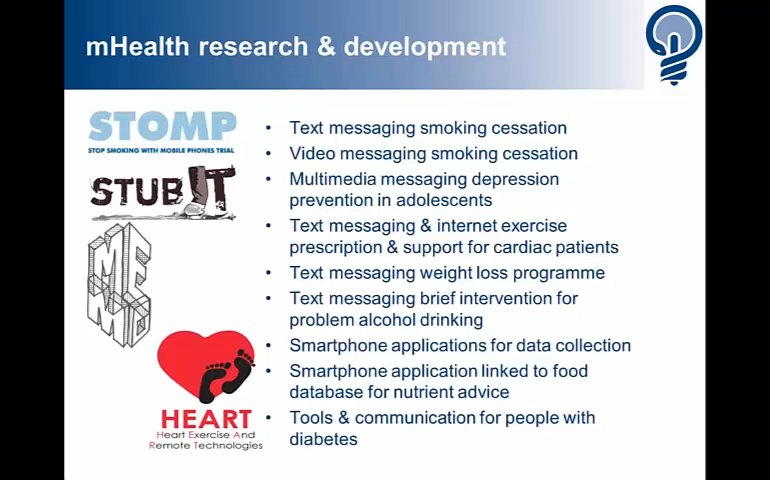 mHealth research & development
STOMP
STOP SMOKING WITH MOBILE PHONES TRIAL
STUB IT
MEMO
HEART
Heart Exercise And
Remote Technologies
• Text messaging smoking cessation
• Video messaging smoking cessation
• Multimedia messaging depression
prevention in adolescents
• Text messaging & internet exercise
prescription & support for cardiac patients
• Text messaging weight loss programme
• Text messaging brief intervention for
problem alcohol drinking
• Smartphone applications for data collection
• Smartphone application linked to food
database for nutrient advice
• Tools & communication for people with
diabetes